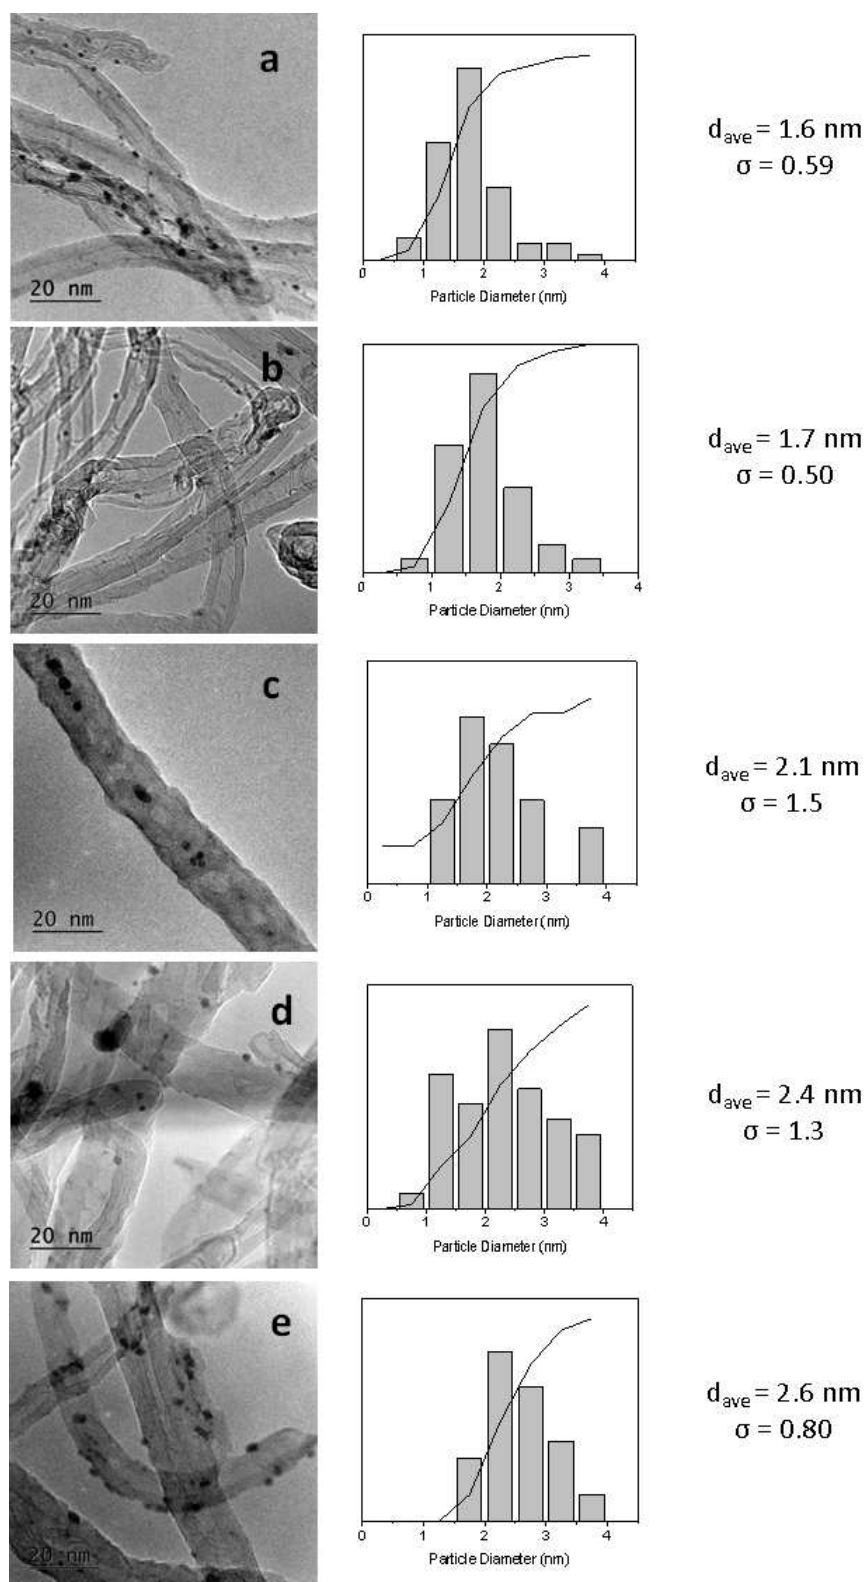 a
20 nm
0 1 2 3 4
Particle Diameter (nm)
d_ave = 1.6 nm
σ = 0.59
b
20 nm
0 1 2 3 4
Particle Diameter (nm)
d_ave = 1.7 nm
σ = 0.50
c
20 nm
0 1 2 3 4
Particle Diameter (nm)
d_ave = 2.1 nm
σ = 1.5
d
20 nm
0 1 2 3 4
Particle Diameter (nm)
d_ave = 2.4 nm
σ = 1.3
e
20 nm
0 1 2 3 4
Particle Diameter (nm)
d_ave = 2.6 nm
σ = 0.80